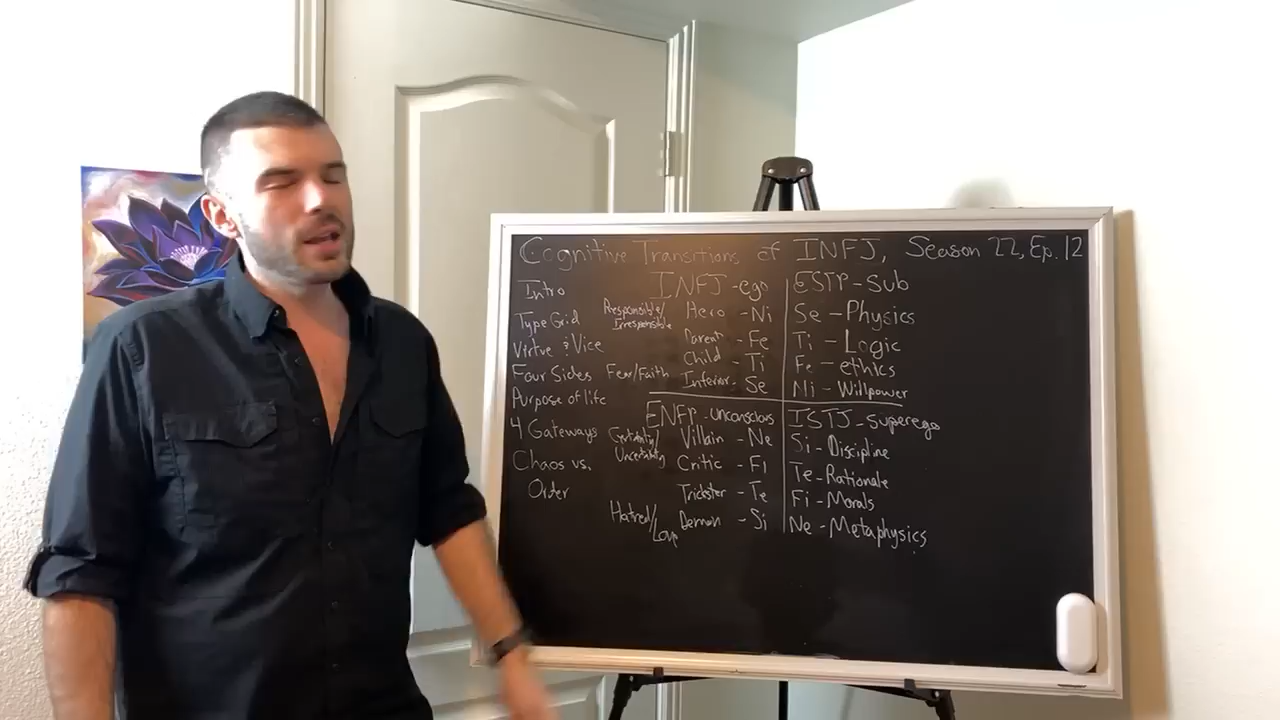 Cognitive Transitions of INFJ, Season 22, Ep. 12
Intro
Type Grid
Virtue & Vice
Four Sides
Purpose of life
4 Gateways
Chaos vs.
Order
INFJ-ego
Responsible/
Irresponsible
Hero - Ni
Parent - Fe
Child - Ti
Fear/Faith Inferior - Se
ESTP-Sub
Se - Physics
Ti - Logic
Fe - ethics
Ni - Willpower
ENFP-unconscious
Certainty/
Uncertainty
Villain - Ne
Critic - Fi
Trickster - Te
Hatred/
Love
Demon - Si
ISTJ-Superego
Si - Discipline
Te - Rationale
Fi - Morals
Ne - Metaphysics